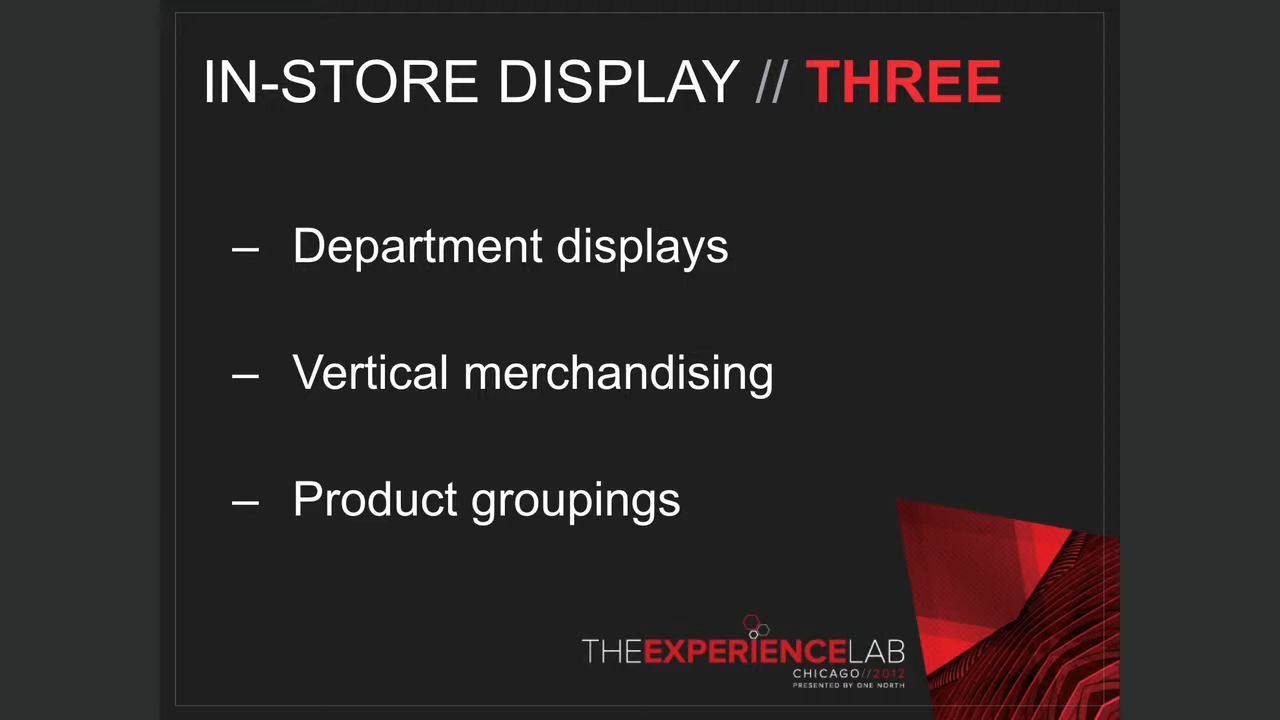 IN-STORE DISPLAY // THREE
– Department displays
– Vertical merchandising
– Product groupings
THEEXPERIENCELAB
CHICAGO//2012
PRESENTED BY ONE NORTH